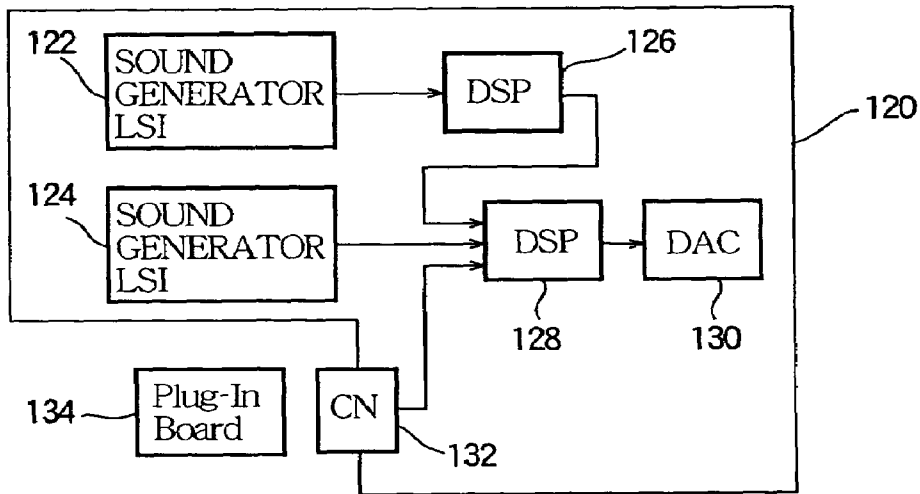 122
SOUND
GENERATOR
LSI
DSP
126
120
124
SOUND
GENERATOR
LSI
DSP
DAC
128
130
134
Plug-In
Board
CN
132